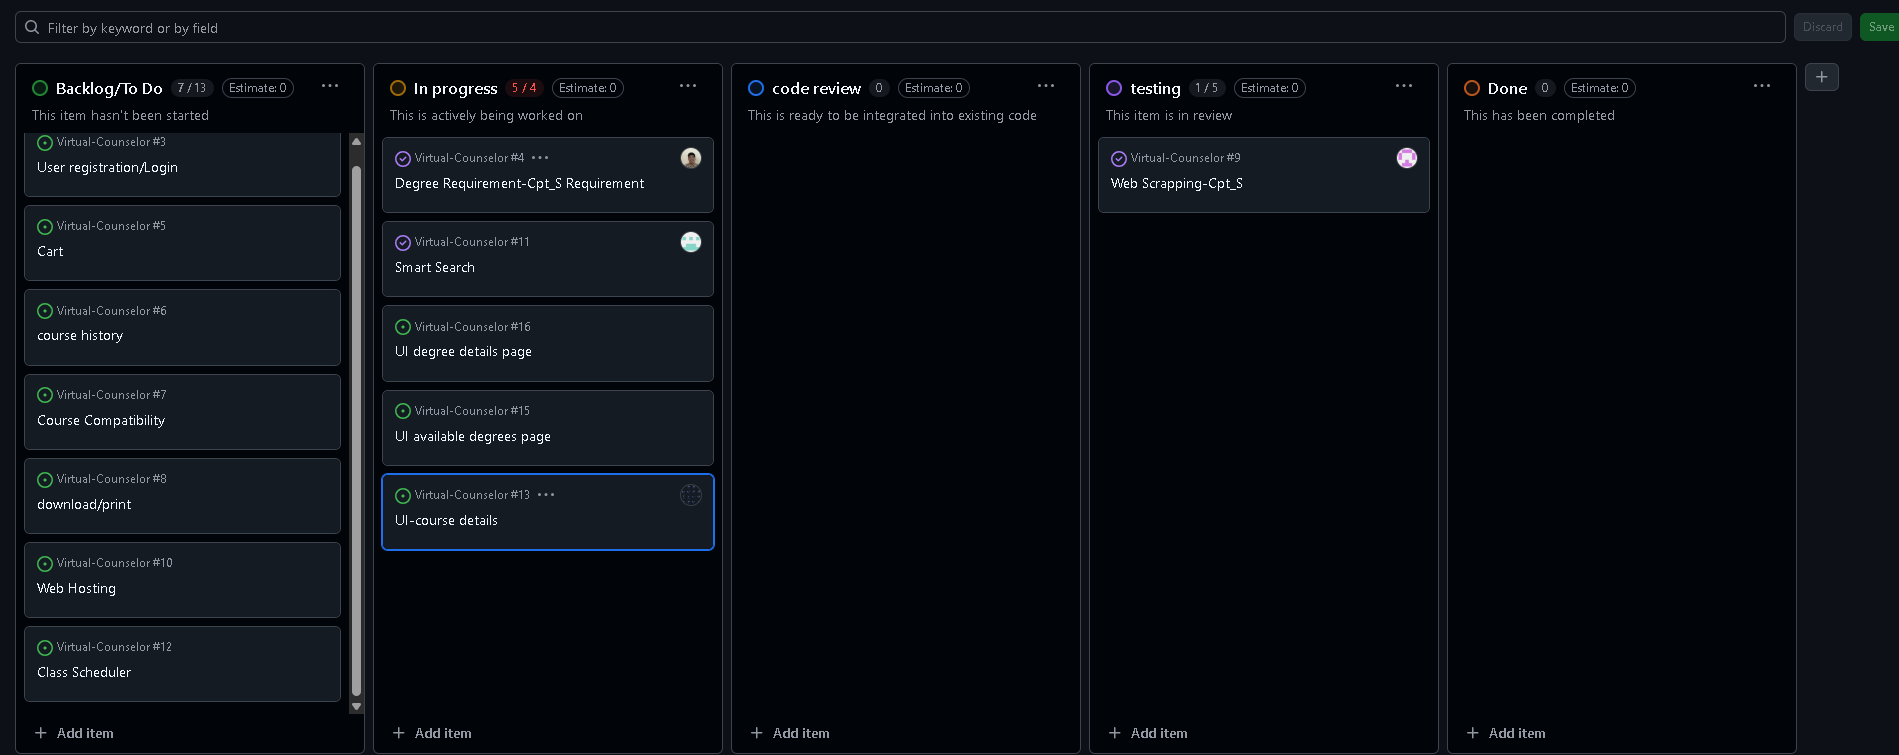 Filter by keyword or by field
Discard
Save
Backlog/To Do 7 / 13 Estimate: 0
This item hasn't been started
Virtual-Counselor #3
User registration/Login
Virtual-Counselor #5
Cart
Virtual-Counselor #6
course history
Virtual-Counselor #7
Course Compatibility
Virtual-Counselor #8
download/print
Virtual-Counselor #10
Web Hosting
Virtual-Counselor #12
Class Scheduler
+ Add item
In progress 5 / 4 Estimate: 0
This is actively being worked on
Virtual-Counselor #4 ...
Degree Requirement-Cpt_S Requirement
Virtual-Counselor #11
Smart Search
Virtual-Counselor #16
UI degree details page
Virtual-Counselor #15
UI available degrees page
Virtual-Counselor #13 ...
UI-course details
+ Add item
code review 0 Estimate: 0
This is ready to be integrated into existing code
+ Add item
testing 1 / 5 Estimate: 0
This item is in review
Virtual-Counselor #9
Web Scrapping-Cpt_S
+ Add item
Done 0 Estimate: 0
This has been completed
+ Add item